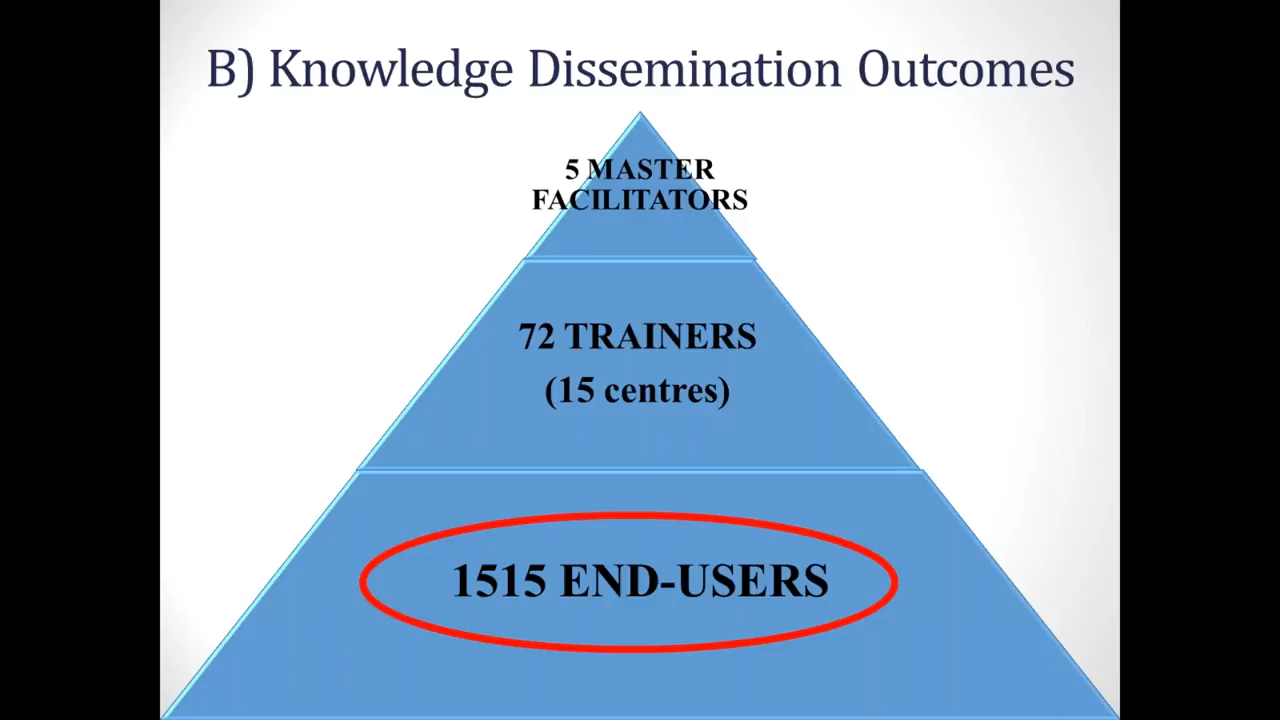 B) Knowledge Dissemination Outcomes
5 MASTER
FACILITATORS
72 TRAINERS
(15 centres)
1515 END-USERS